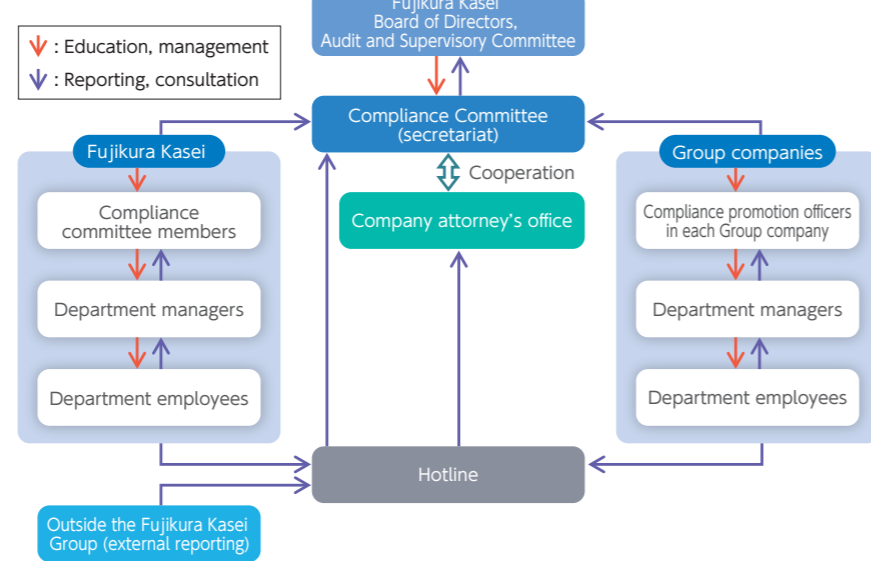 Fujikura Kasei
Board of Directors,
Audit and Supervisory Committee
: Education, management
: Reporting, consultation
Compliance Committee
(secretariat)
Fujikura Kasei
Group companies
Cooperation
Compliance
committee members
Company attorney's office
Compliance promotion officers
in each Group company
Department managers
Department managers
Department employees
Department employees
Hotline
Outside the Fujikura Kasei
Group (external reporting)